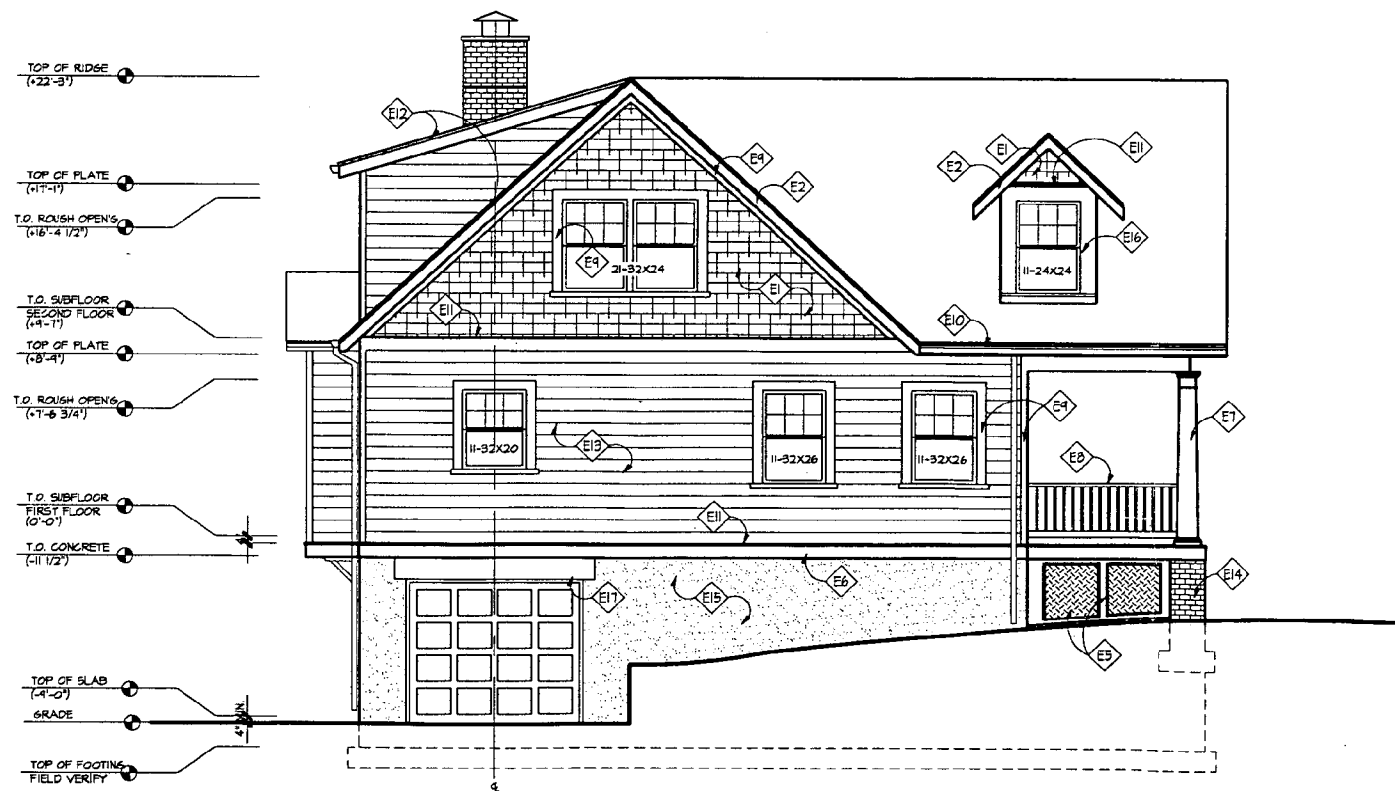 TOP OF RIDGE
(+22'-3")
TOP OF PLATE
(+17'-1")
T.O. ROUGH OPEN'G
(+16'-4 1/2")
T.O. SUBFLOOR
SECOND FLOOR
(+9'-7")
TOP OF PLATE
(+8'-9")
T.O. ROUGH OPEN'G
(+7'-6 3/4")
T.O. SUBFLOOR
FIRST FLOOR
(0'-0")
T.O. CONCRETE
(-11 1/2")
TOP OF SLAB
(-9'-0")
GRADE
TOP OF FOOTING
FIELD VERIFY
4" MIN.
E12
E9
E2
E1
E11
E2
E16
E9
21-32X24
E1
11-24X24
E11
E10
E9
E7
11-32X20
E13
11-32X26
11-32X26
E8
E11
E6
E14
E17
E15
E5